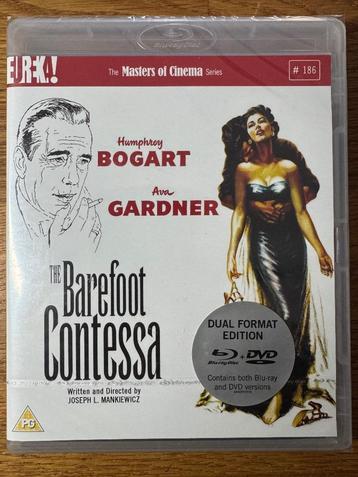 Blu-ray Disc
EUREKA!
The Masters of Cinema Series
# 186
Humphrey
BOGART
Ava
GARDNER
THE
Barefoot
Contessa
Written and Directed by
JOSEPH L. MANKIEWICZ
PG
DUAL FORMAT
EDITION
Blu-ray Disc + DVD
Contains both Blu-ray
and DVD versions